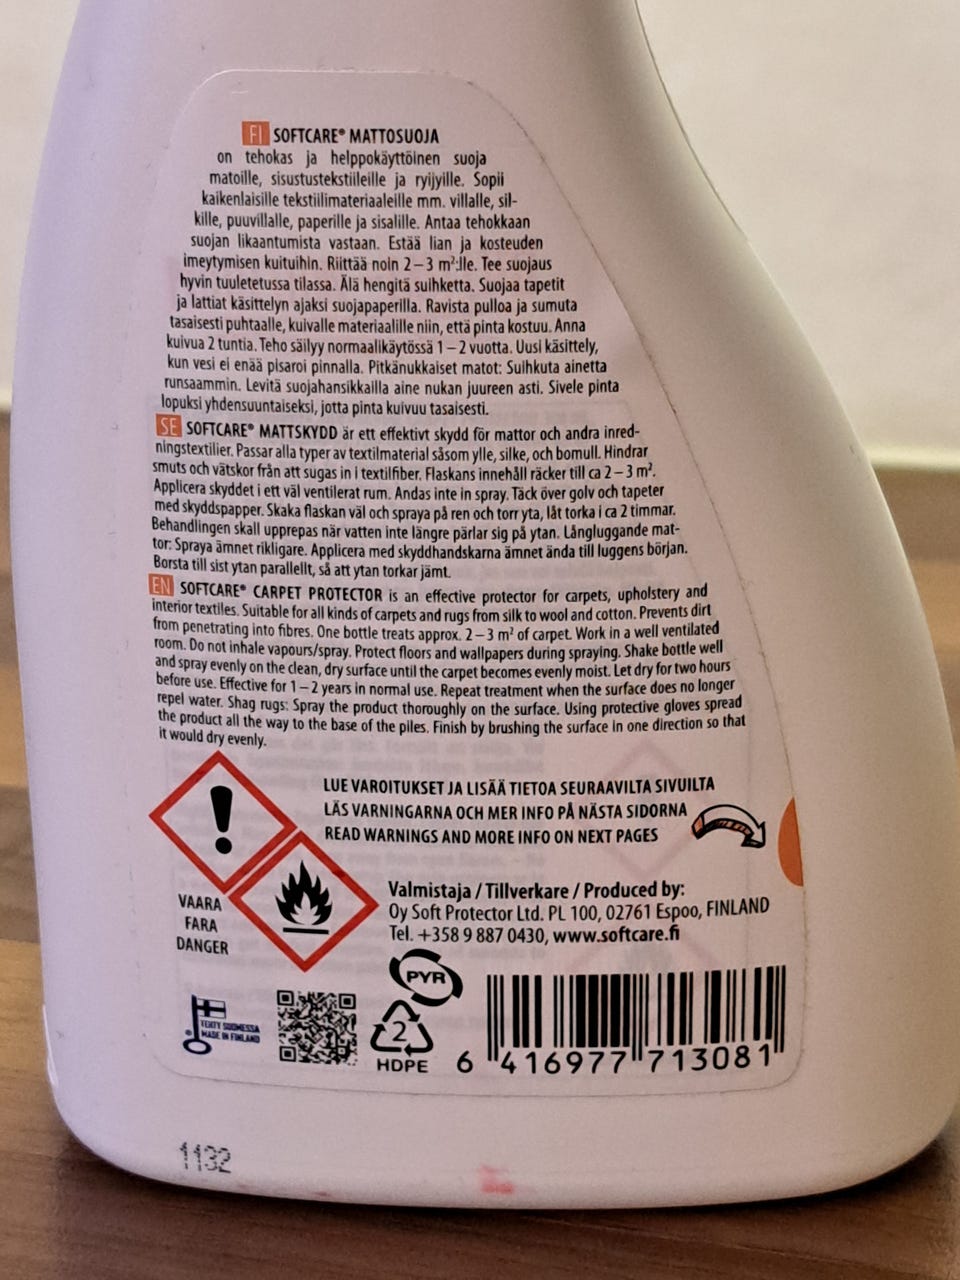 FI SOFTCARE® MATTOSUOJA
on tehokas ja helppokäyttöinen suoja
matoille, sisustustekstiileille ja ryijyille. Sopii
kaikenlaisille tekstiilimateriaaleille mm. villalle, sil-
kille, puuvillalle, paperille ja sisalille. Antaa tehokkaan
suojan likaantumista vastaan. Estää lian ja kosteuden
imeytymisen kuituihin. Riittää noin 2 – 3 m²:lle. Tee suojaus
hyvin tuuletetussa tilassa. Älä hengitä suihketta. Suojaa tapetit
ja lattiat käsittelyn ajaksi suojapaperilla. Ravista pulloa ja sumuta
tasaisesti puhtaalle, kuivalle materiaalille niin, että pinta kostuu. Anna
kuivua 2 tuntia. Teho säilyy normaalikäytössä 1 – 2 vuotta. Uusi käsittely,
kun vesi ei enää pisaroi pinnalla. Pitkänukkaiset matot: Suihkuta ainetta
runsaammin. Levitä suojahansikkailla aine nukan juureen asti. Sivele pinta
lopuksi yhdensuuntaiseksi, jotta pinta kuivuu tasaisesti.
SE SOFTCARE® MATTSKYDD är ett effektivt skydd för mattor och andra inred-
ningstextilier. Passar alla typer av textilmaterial såsom ylle, silke, och bomull. Hindrar
smuts och vätskor från att sugas in i textilfiber. Flaskans innehåll räcker till ca 2 – 3 m².
Applicera skyddet i ett väl ventilerat rum. Andas inte in spray. Täck över golv och tapeter
med skyddspapper. Skaka flaskan väl och spraya på ren och torr yta, låt torka i ca 2 timmar.
Behandlingen skall upprepas när vatten inte längre pärlar sig på ytan. Långluggande mat-
tor: Spraya ämnet rikligare. Applicera med skyddhandskarna ämnet ända till luggens början.
Borsta till sist ytan parallellt, så att ytan torkar jämt.
EN SOFTCARE® CARPET PROTECTOR is an effective protector for carpets, upholstery and
interior textiles. Suitable for all kinds of carpets and rugs from silk to wool and cotton. Prevents dirt
from penetrating into fibres. One bottle treats approx. 2 – 3 m² of carpet. Work in a well ventilated
room. Do not inhale vapours/spray. Protect floors and wallpapers during spraying. Shake bottle well
and spray evenly on the clean, dry surface until the carpet becomes evenly moist. Let dry for two hours
before use. Effective for 1 – 2 years in normal use. Repeat treatment when the surface does no longer
repel water. Shag rugs: Spray the product thoroughly on the surface. Using protective gloves spread
the product all the way to the base of the piles. Finish by brushing the surface in one direction so that
it would dry evenly.
LUE VAROITUKSET JA LISÄÄ TIETOA SEURAAVILTA SIVUILTA
LÄS VARNINGARNA OCH MER INFO PÅ NÄSTA SIDORNA
READ WARNINGS AND MORE INFO ON NEXT PAGES
VAARA
FARA
DANGER
Valmistaja / Tillverkare / Produced by:
Oy Soft Protector Ltd. PL 100, 02761 Espoo, FINLAND
Tel. +358 9 887 0430, www.softcare.fi
PYR
TEHTY SUOMESSA
MADE IN FINLAND
2
HDPE
6 416977 713081
1132